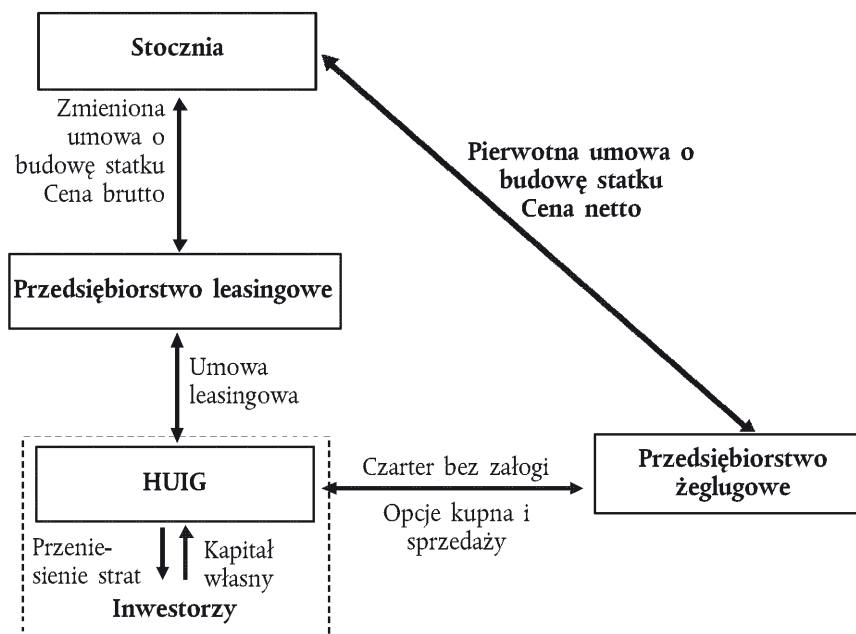 Stocznia
Zmieniona
umowa o
budowę statku
Cena brutto
Pierwotna umowa o
budowę statku
Cena netto
Przedsiębiorstwo leasingowe
Umowa
leasingowa
HUIG
Czarter bez załogi
Opcje kupna i
sprzedaży
Przedsiębiorstwo
żeglugowe
Przenie-
sienie strat
Kapitał
własny
Inwestorzy